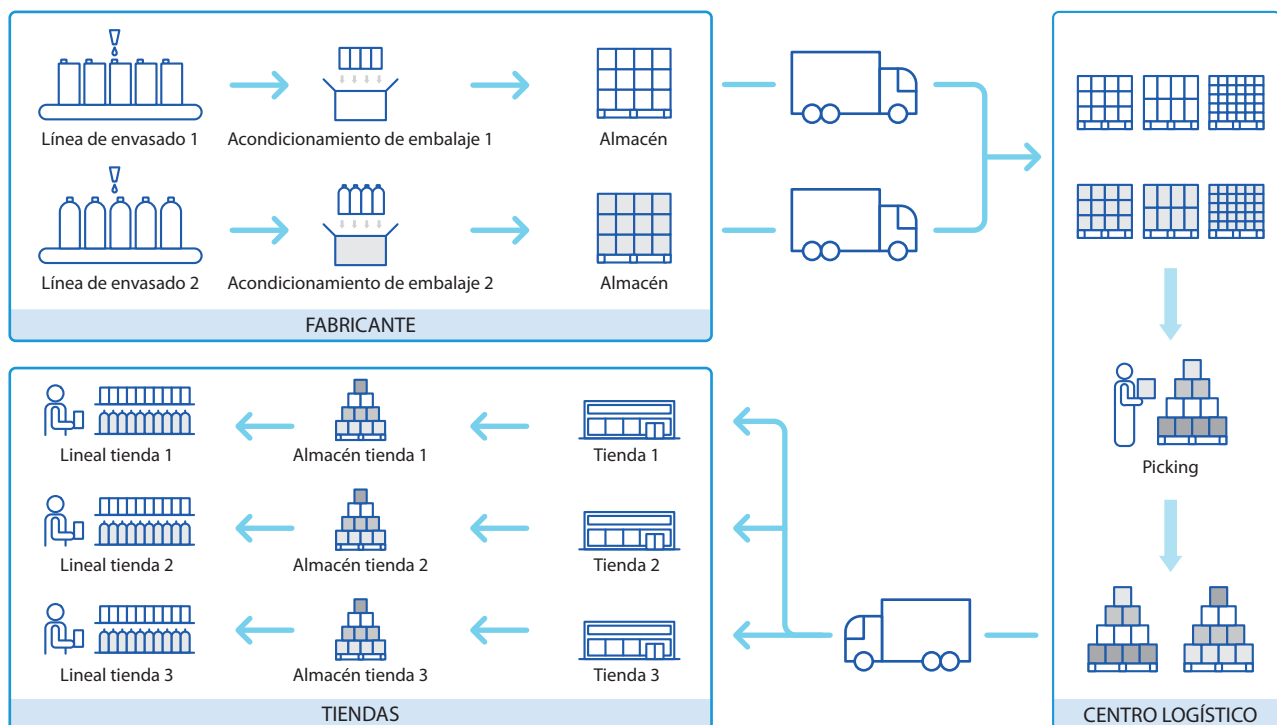 Línea de envasado 1
Acondicionamiento de embalaje 1
Almacén
Línea de envasado 2
Acondicionamiento de embalaje 2
Almacén
FABRICANTE
Picking
CENTRO LOGÍSTICO
Lineal tienda 1
Almacén tienda 1
Tienda 1
Lineal tienda 2
Almacén tienda 2
Tienda 2
Lineal tienda 3
Almacén tienda 3
Tienda 3
TIENDAS